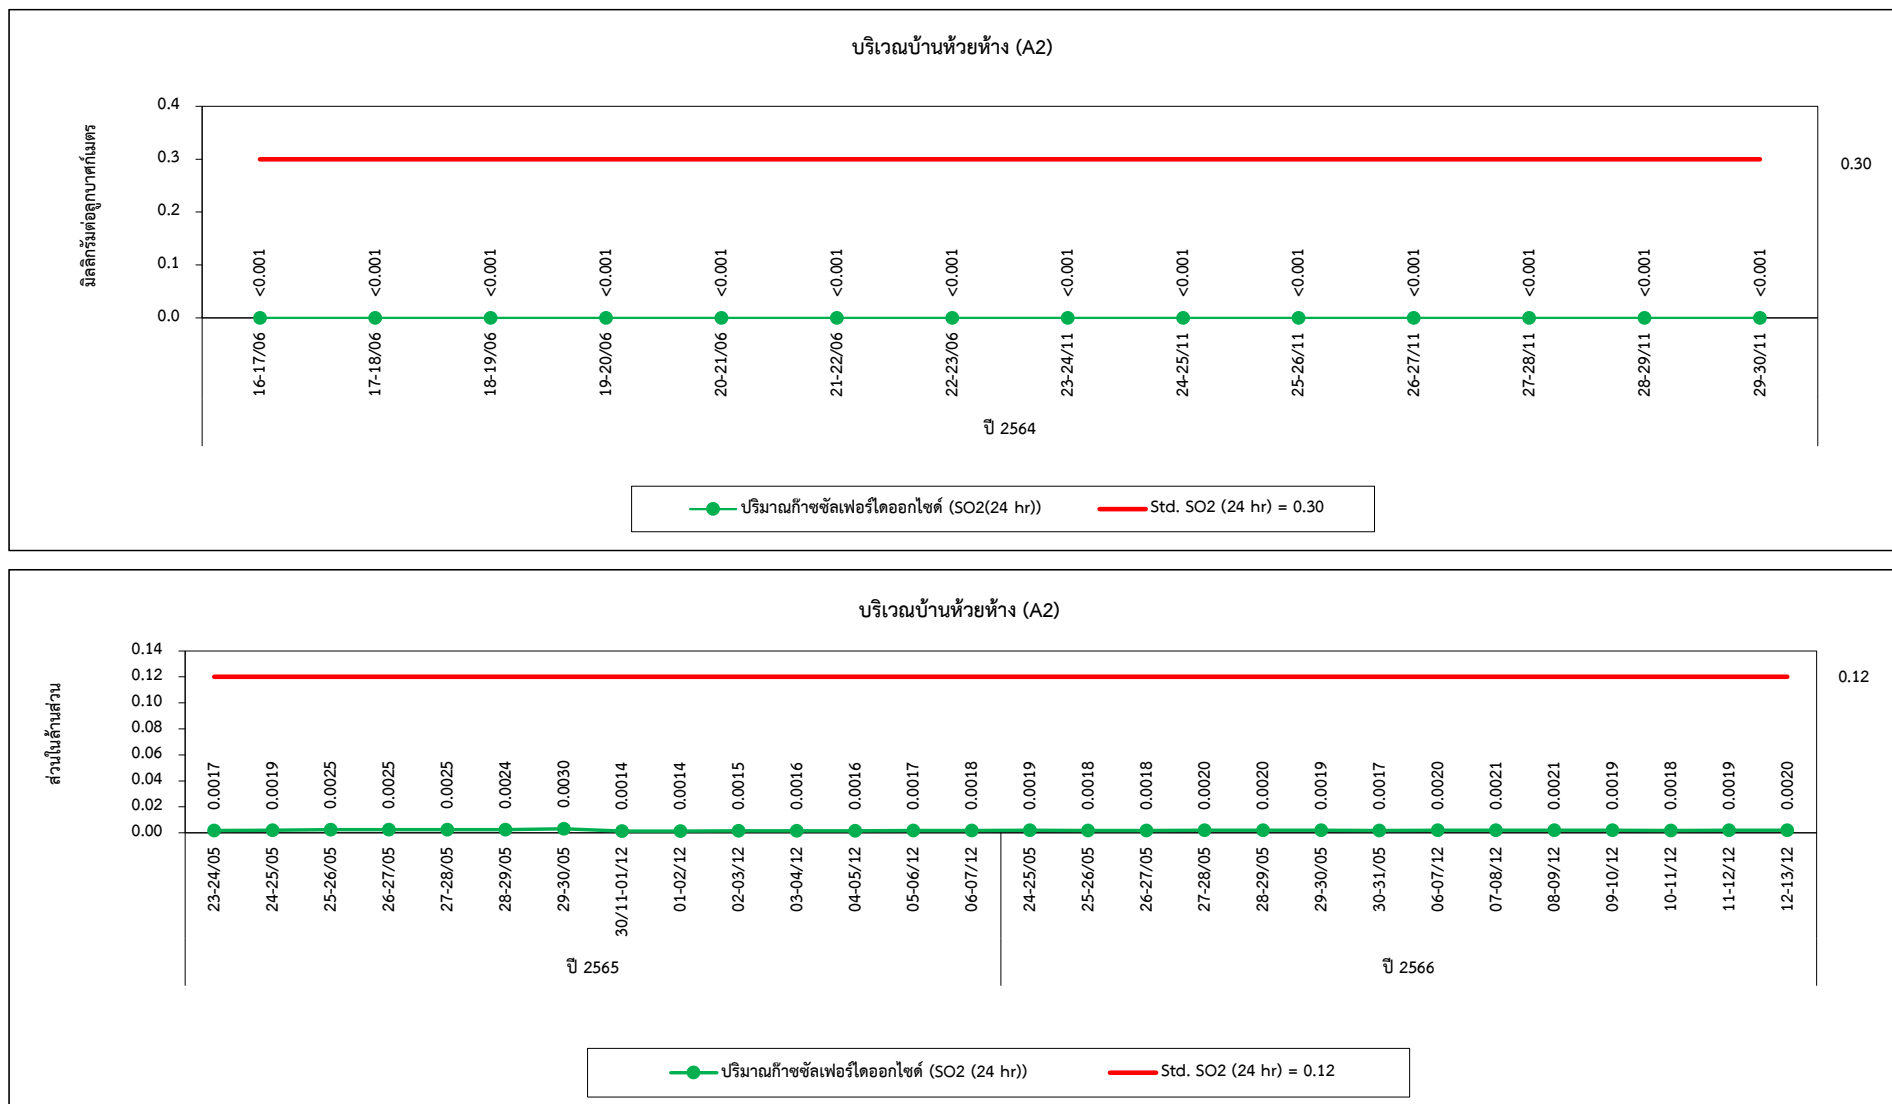 บริเวณบ้านห้วยห้าง (A2)
มิลลิกรัมต่อลูกบาศก์เมตร
0.4
0.3
0.2
0.1
0.0
0.30
<0.001 <0.001 <0.001 <0.001 <0.001 <0.001 <0.001 <0.001 <0.001 <0.001 <0.001 <0.001 <0.001 <0.001
16-17/06 17-18/06 18-19/06 19-20/06 20-21/06 21-22/06 22-23/06 23-24/11 24-25/11 25-26/11 26-27/11 27-28/11 28-29/11 29-30/11
ปี 2564
ปริมาณก๊าซซัลเฟอร์ไดออกไซด์ (SO2(24 hr)) Std. SO2 (24 hr) = 0.30
บริเวณบ้านห้วยห้าง (A2)
ส่วนในล้านส่วน
0.14
0.12
0.10
0.08
0.06
0.04
0.02
0.00
0.12
0.0017 0.0019 0.0025 0.0025 0.0025 0.0024 0.0030 0.0014 0.0014 0.0015 0.0016 0.0016 0.0017 0.0018 0.0019 0.0018 0.0018 0.0020 0.0020 0.0019 0.0017 0.0020 0.0021 0.0021 0.0019 0.0018 0.0019 0.0020
23-24/05 24-25/05 25-26/05 26-27/05 27-28/05 28-29/05 29-30/05 30/11-01/12 01-02/12 02-03/12 03-04/12 04-05/12 05-06/12 06-07/12 24-25/05 25-26/05 26-27/05 27-28/05 28-29/05 29-30/05 30-31/05 06-07/12 07-08/12 08-09/12 09-10/12 10-11/12 11-12/12 12-13/12
ปี 2565 ปี 2566
ปริมาณก๊าซซัลเฟอร์ไดออกไซด์ (SO2 (24 hr)) Std. SO2 (24 hr) = 0.12